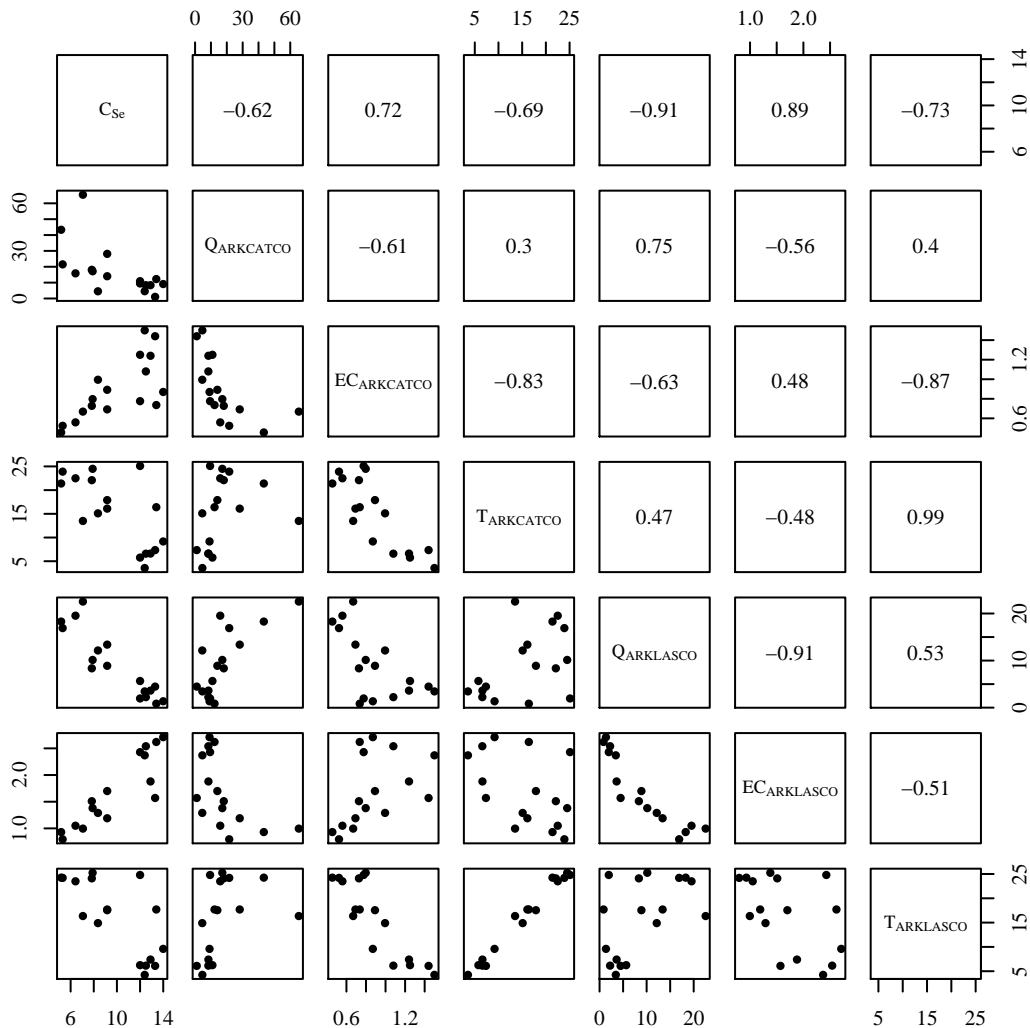 0 30 60 5 15 25 1.0 2.0
C_Se −0.62 0.72 −0.69 −0.91 0.89 −0.73 6 10 14
0 30 60 Q_ARKCATCO −0.61 0.3 0.75 −0.56 0.4
EC_ARKCATCO −0.83 −0.63 0.48 −0.87 0.6 1.2
5 15 25 T_ARKCATCO 0.47 −0.48 0.99
Q_ARKLASCO −0.91 0.53 0 10 20
1.0 2.0 EC_ARKLASCO −0.51
T_ARKLASCO 5 15 25
6 10 14 0.6 1.2 0 10 20 5 15 25